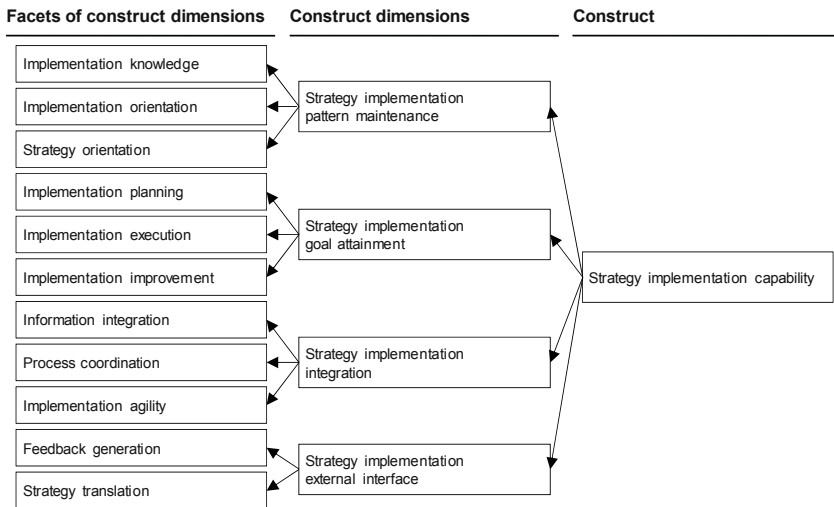 Facets of construct dimensions
Construct dimensions
Construct
Implementation knowledge
Implementation orientation
Strategy orientation
Implementation planning
Implementation execution
Implementation improvement
Information integration
Process coordination
Implementation agility
Feedback generation
Strategy translation
Strategy implementation
pattern maintenance
Strategy implementation
goal attainment
Strategy implementation
integration
Strategy implementation
external interface
Strategy implementation capability